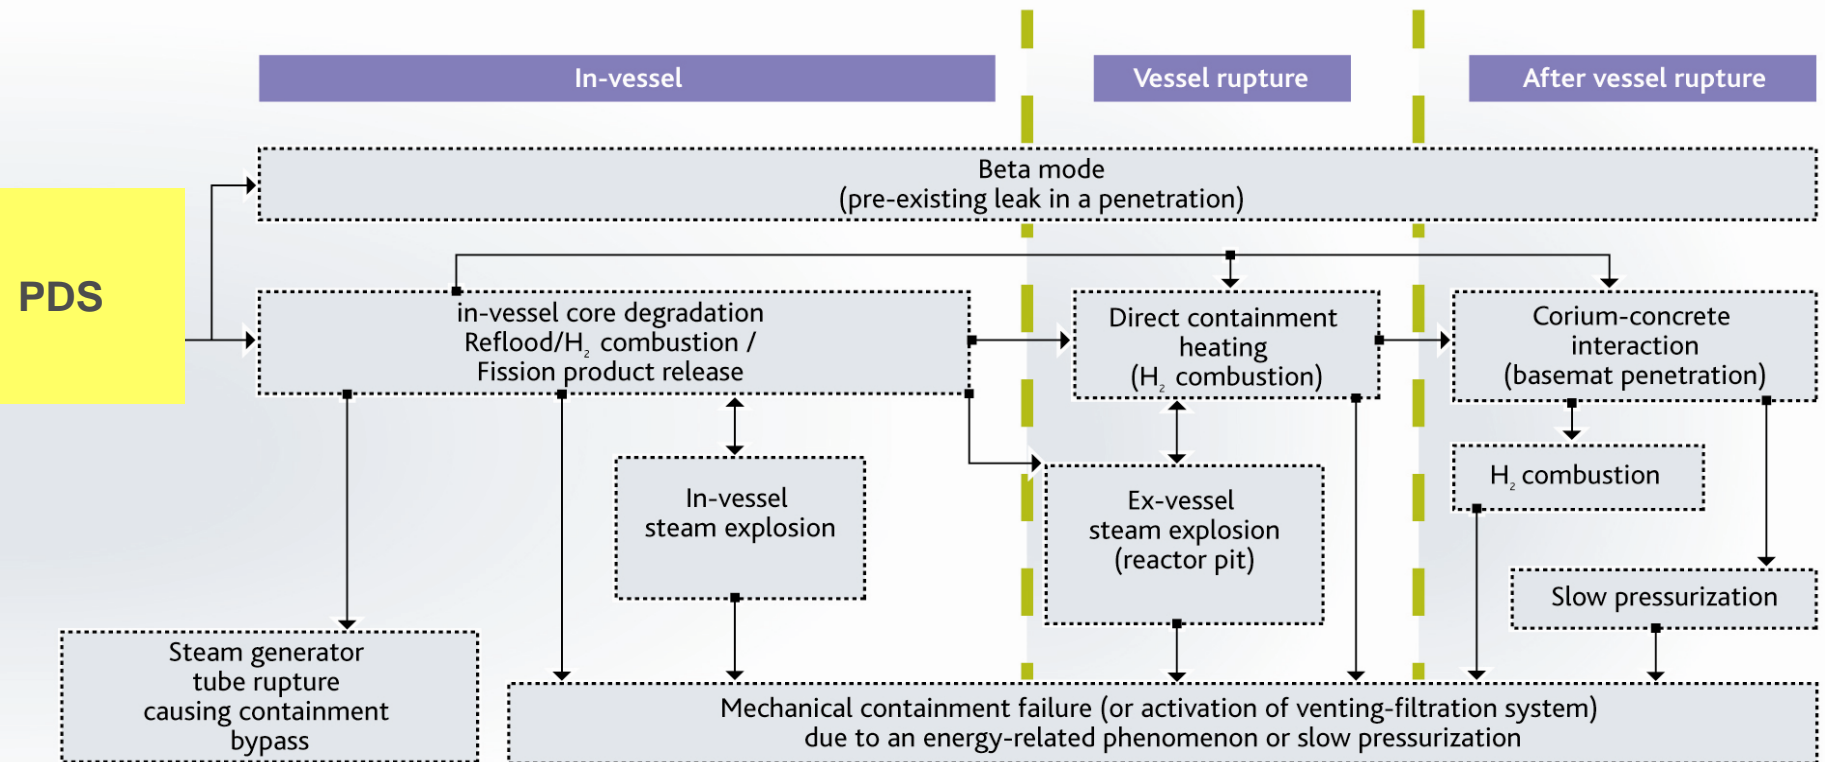 In-vessel
Vessel rupture
After vessel rupture
Beta mode
(pre-existing leak in a penetration)
PDS
in-vessel core degradation
Reflood/H₂ combustion /
Fission product release
Direct containment
heating
(H₂ combustion)
Corium-concrete
interaction
(basemat penetration)
In-vessel
steam explosion
Ex-vessel
steam explosion
(reactor pit)
H₂ combustion
Slow pressurization
Steam generator
tube rupture
causing containment
bypass
Mechanical containment failure (or activation of venting-filtration system)
due to an energy-related phenomenon or slow pressurization